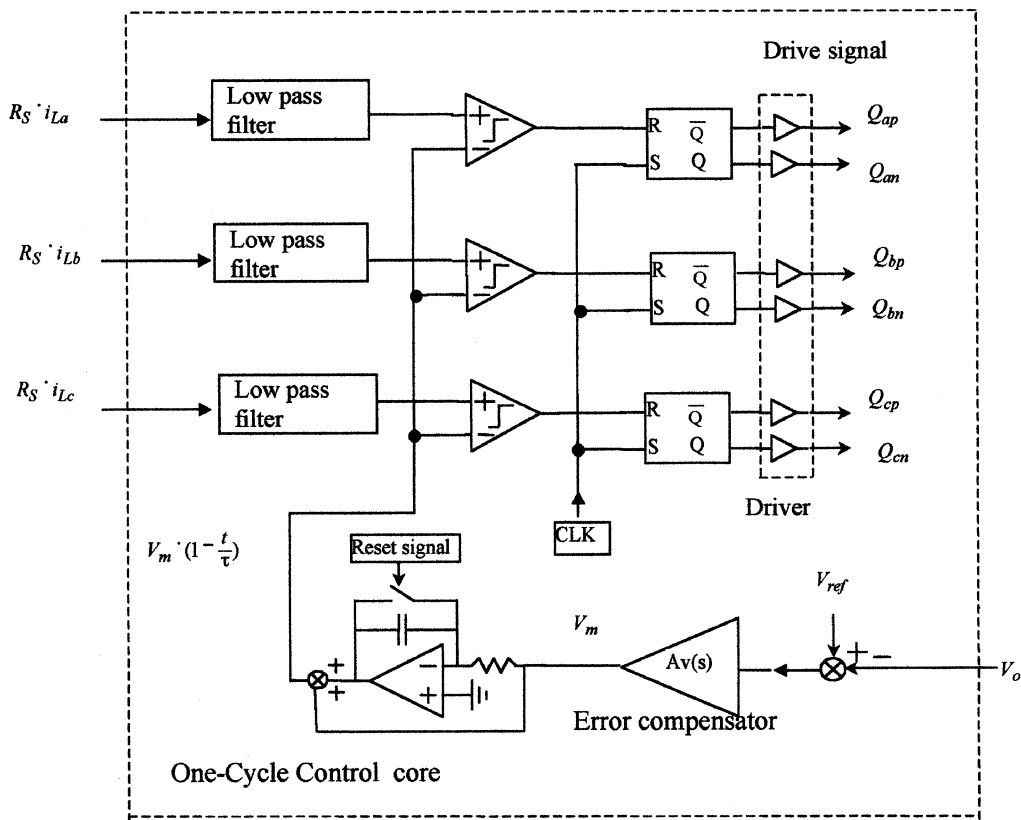 Drive signal
R_S · i_La
Low pass
filter
+
−
R Q̅
S Q
Q_ap
Q_an
R_S · i_Lb
Low pass
filter
+
−
R Q̅
S Q
Q_bp
Q_bn
R_S · i_Lc
Low pass
filter
+
−
R Q̅
S Q
Q_cp
Q_cn
Driver
CLK
V_m · (1 − t/τ)
Reset signal
V_ref
V_m
+ −
Av(s)
−
+
+
+
V_o
Error compensator
One-Cycle Control core